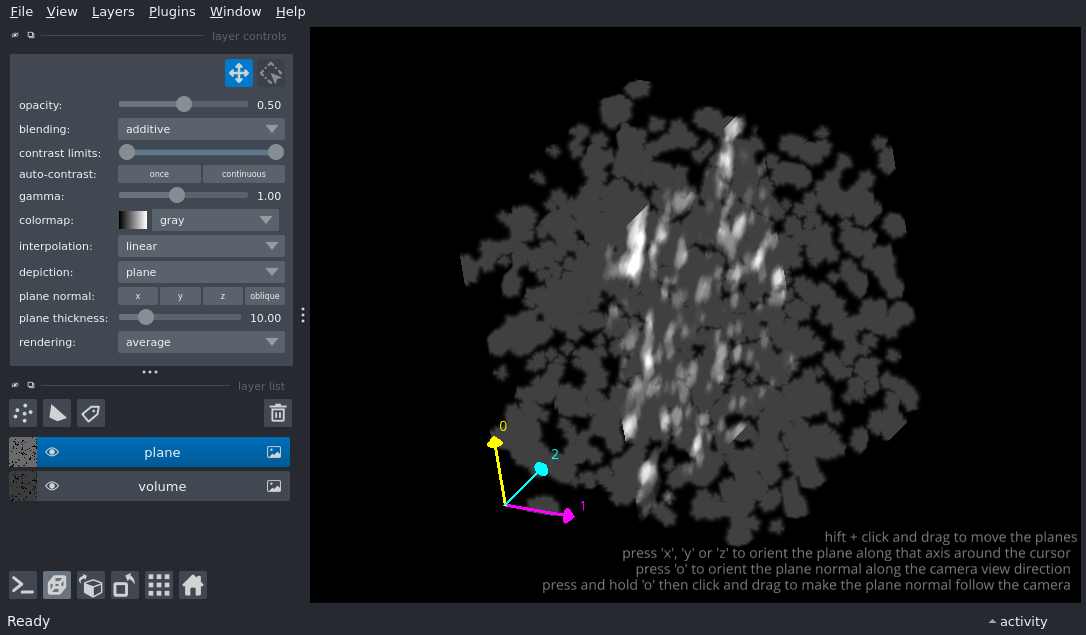 File View Layers Plugins Window Help
layer controls
opacity: 0.50
blending: additive
contrast limits:
auto-contrast: once continuous
gamma: 1.00
colormap: gray
interpolation: linear
depiction: plane
plane normal: x y z oblique
plane thickness: 10.00
rendering: average
layer list
plane
volume
0
2
1
hift + click and drag to move the planes
press 'x', 'y' or 'z' to orient the plane along that axis around the cursor
press 'o' to orient the plane normal along the camera view direction
press and hold 'o' then click and drag to make the plane normal follow the camera
Ready
activity